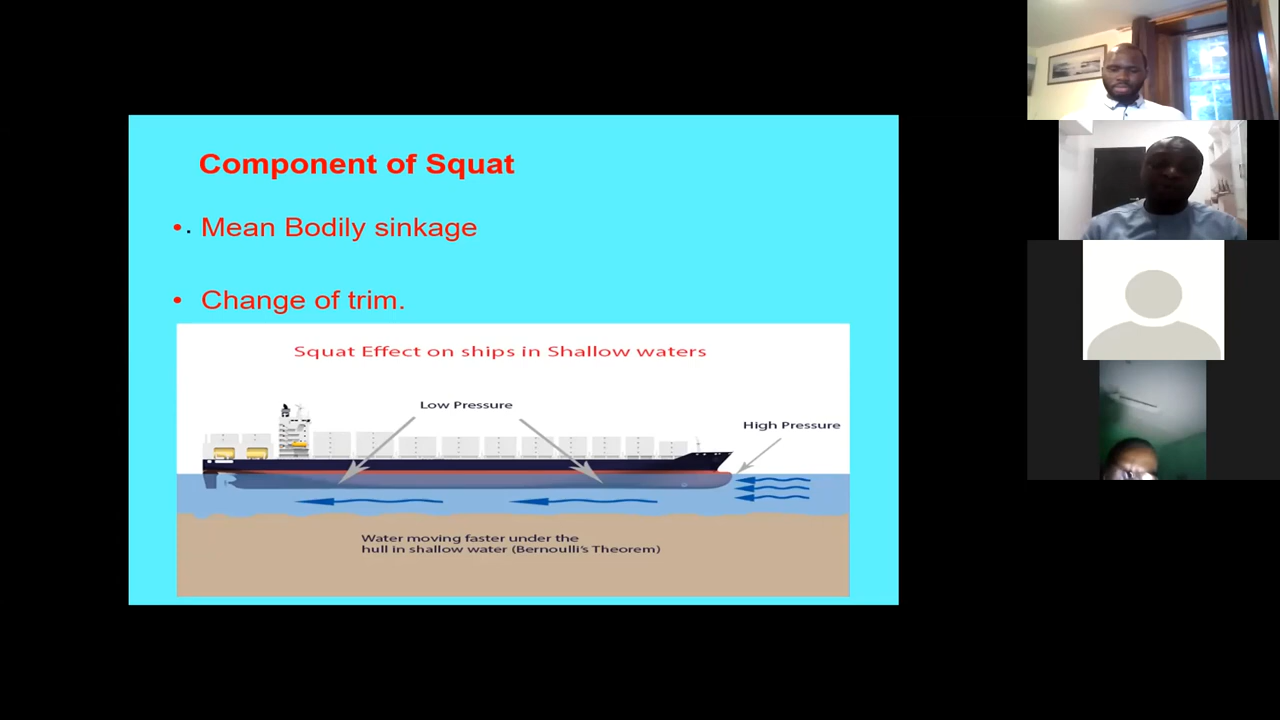 Component of Squat
• . Mean Bodily sinkage
• Change of trim.
Squat Effect on ships in Shallow waters
Low Pressure
High Pressure
Water moving faster under the
hull in shallow water (Bernoulli's Theorem)